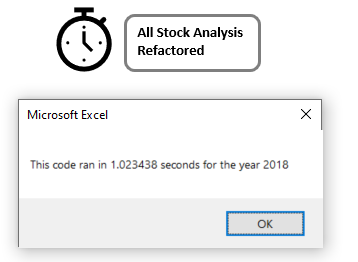 All Stock Analysis
Refactored
Microsoft Excel
This code ran in 1.023438 seconds for the year 2018
OK